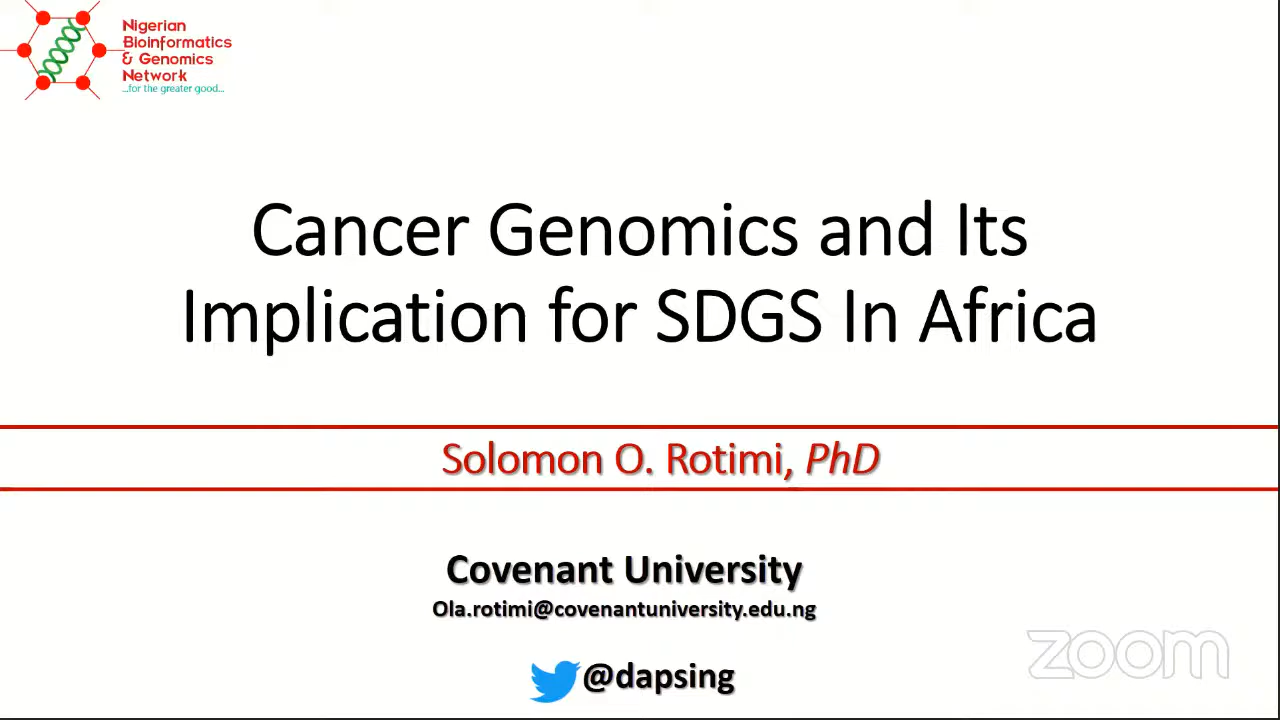 Nigerian
Bioinformatics
& Genomics
Network
...for the greater good...
Cancer Genomics and Its
Implication for SDGS In Africa
Solomon O. Rotimi, PhD
Covenant University
Ola.rotimi@covenantuniversity.edu.ng
@dapsing
zoom